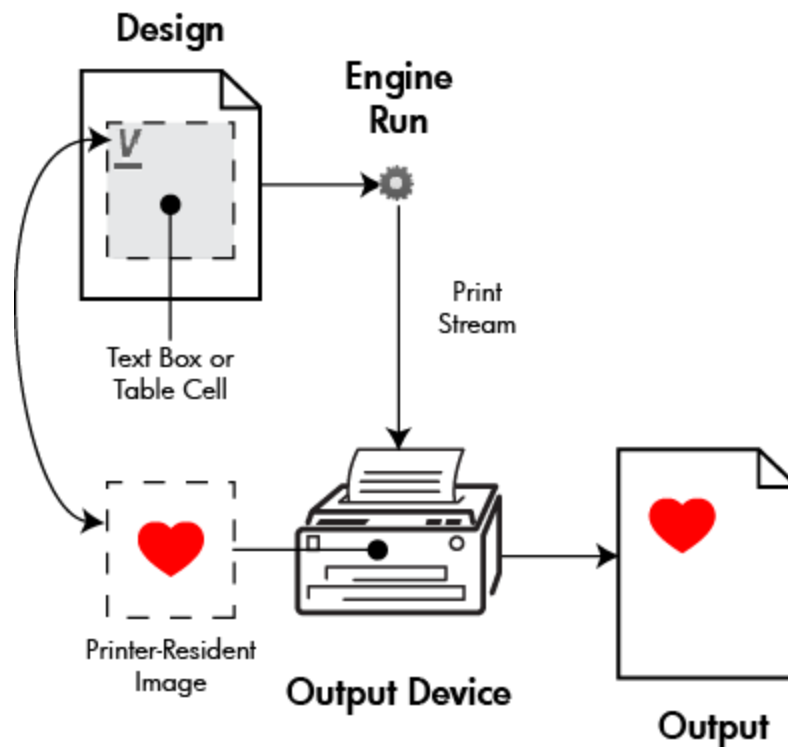 Design
Engine
Run
V
Print
Stream
Text Box or
Table Cell
Printer-Resident
Image
Output Device
Output